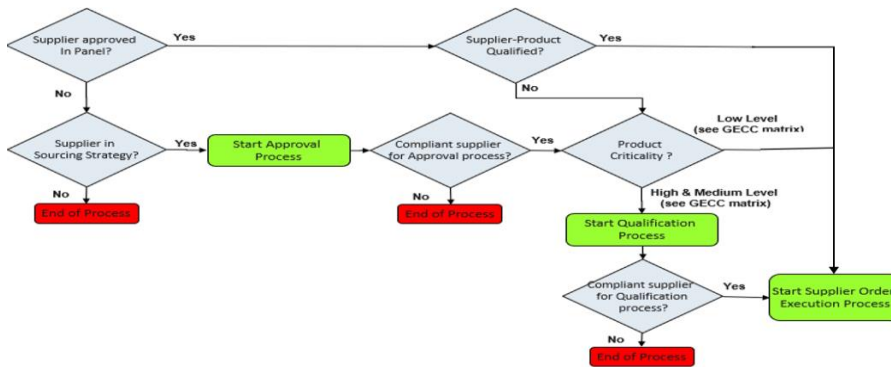 Supplier approved
In Panel?
Yes
Supplier-Product
Qualified?
Yes
No
No
Low Level
(see GECC matrix)
Supplier in
Sourcing Strategy?
Yes
Start Approval
Process
Compliant supplier
for Approval process?
Yes
Product
Criticality ?
No
End of Process
No
End of Process
High & Medium Level
(see GECC matrix)
Start Qualification
Process
Compliant supplier
for Qualification
process?
Yes
Start Supplier Order
Execution Process
No
End of Process